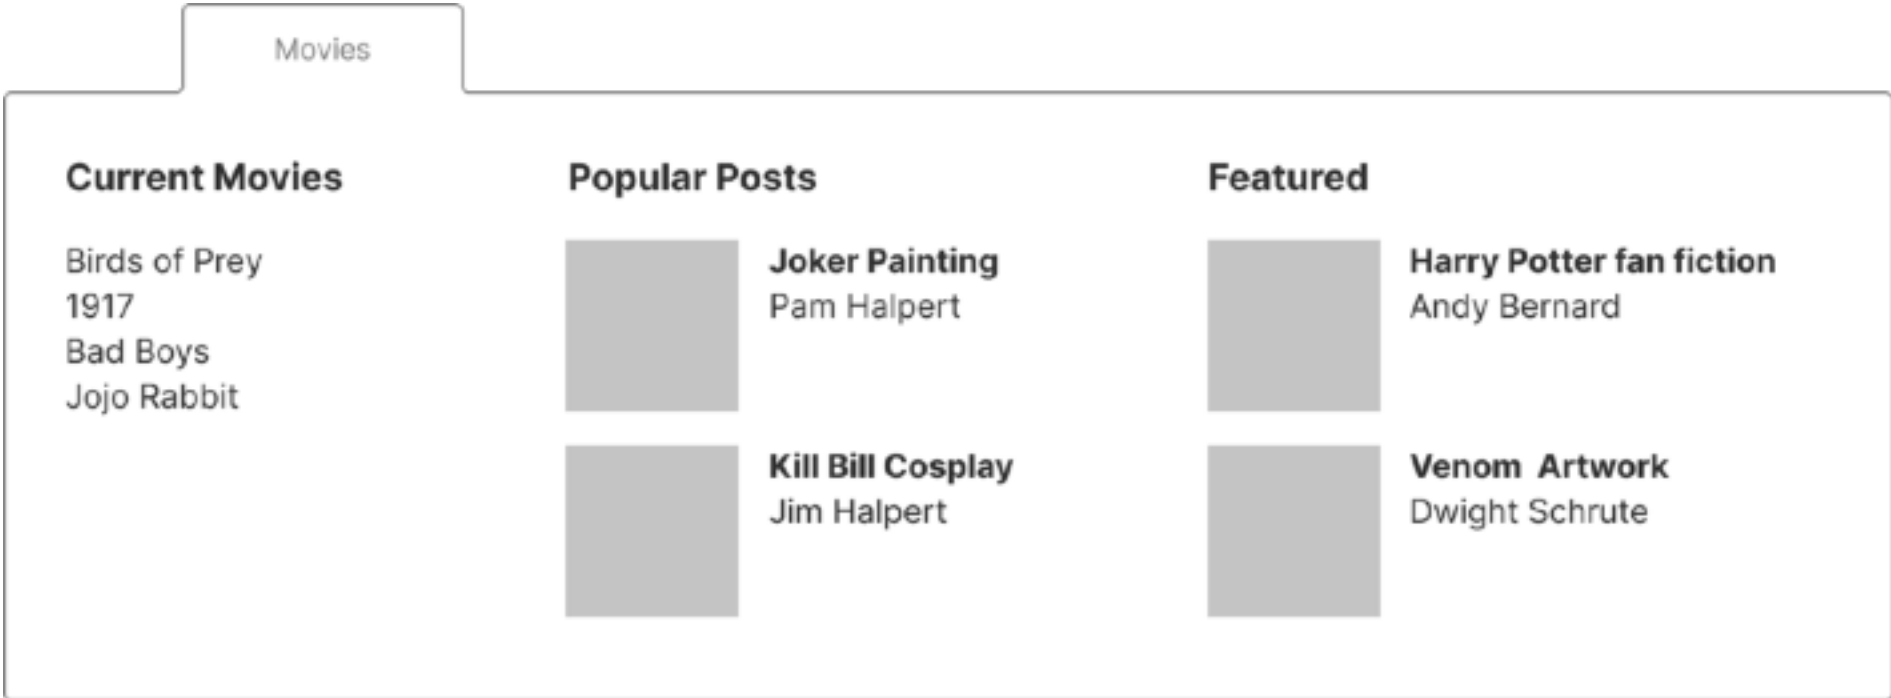 Movies
Current Movies
Birds of Prey
1917
Bad Boys
Jojo Rabbit
Popular Posts
Joker Painting
Pam Halpert
Kill Bill Cosplay
Jim Halpert
Featured
Harry Potter fan fiction
Andy Bernard
Venom  Artwork
Dwight Schrute